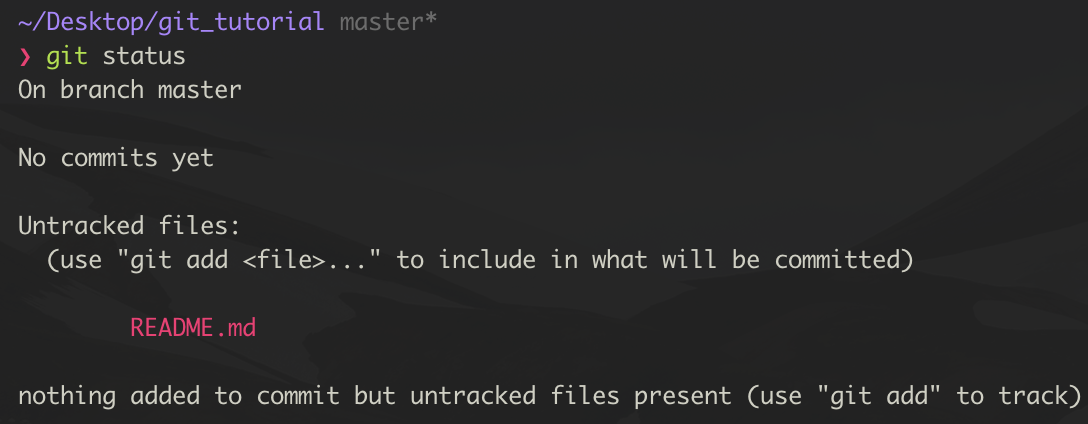 ~/Desktop/git_tutorial master*
❯ git status
On branch master
No commits yet
Untracked files:
(use "git add <file>..." to include in what will be committed)
README.md
nothing added to commit but untracked files present (use "git add" to track)